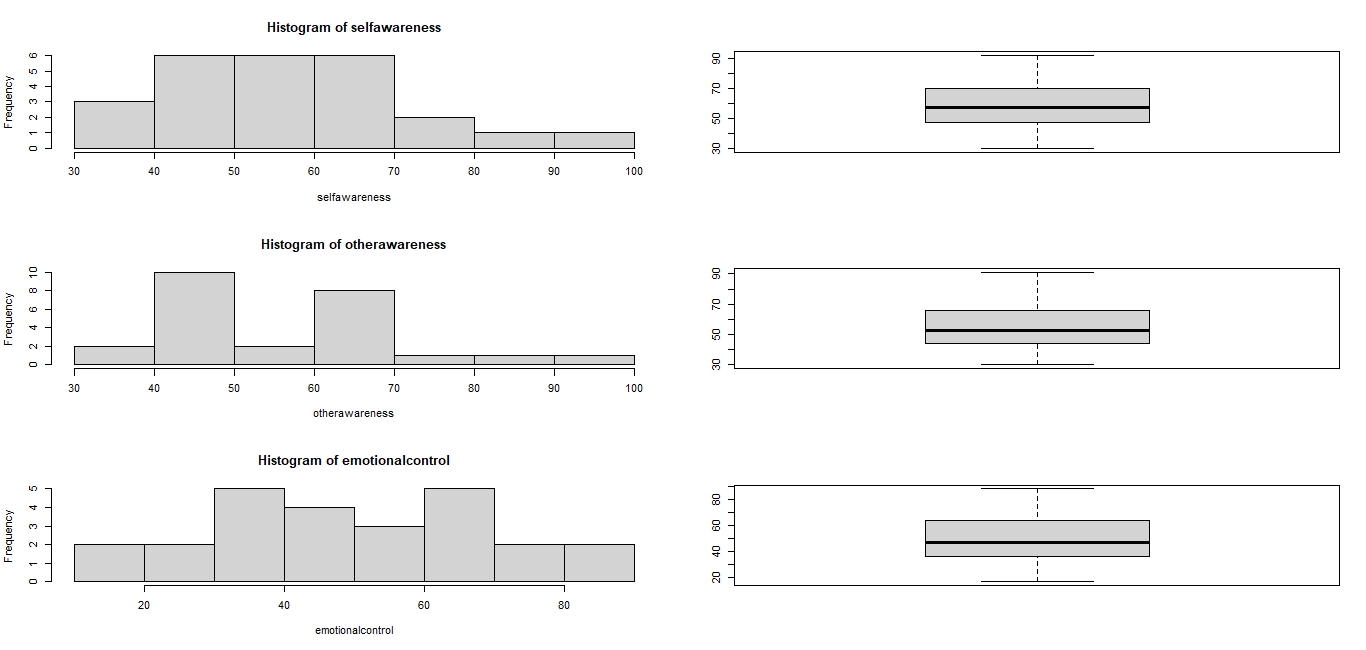 Histogram of selfawareness
Frequency
0 1 2 3 4 5 6
30 40 50 60 70 80 90 100
selfawareness
30 50 70 90
Histogram of otherawareness
Frequency
0 2 4 6 8 10
30 40 50 60 70 80 90 100
otherawareness
30 50 70 90
Histogram of emotionalcontrol
Frequency
0 1 2 3 4 5
20 40 60 80
emotionalcontrol
20 40 60 80